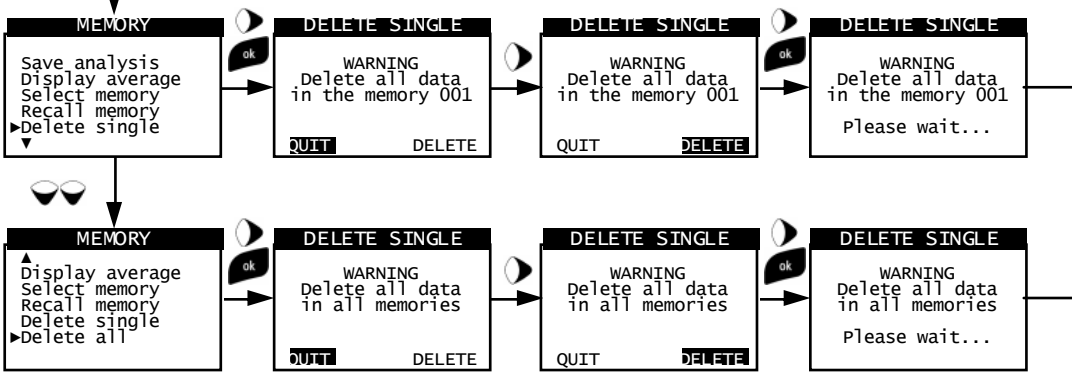 MEMORY
Save analysis
Display average
Select memory
Recall memory
►Delete single
▼
ok
DELETE SINGLE
WARNING
Delete all data
in the memory 001
QUIT DELETE
DELETE SINGLE
WARNING
Delete all data
in the memory 001
QUIT DELETE
ok
DELETE SINGLE
WARNING
Delete all data
in the memory 001
Please wait...
MEMORY
▲
Display average
Select memory
Recall memory
Delete single
►Delete all
ok
DELETE SINGLE
WARNING
Delete all data
in all memories
QUIT DELETE
DELETE SINGLE
WARNING
Delete all data
in all memories
QUIT DELETE
ok
DELETE SINGLE
WARNING
Delete all data
in all memories
Please wait...